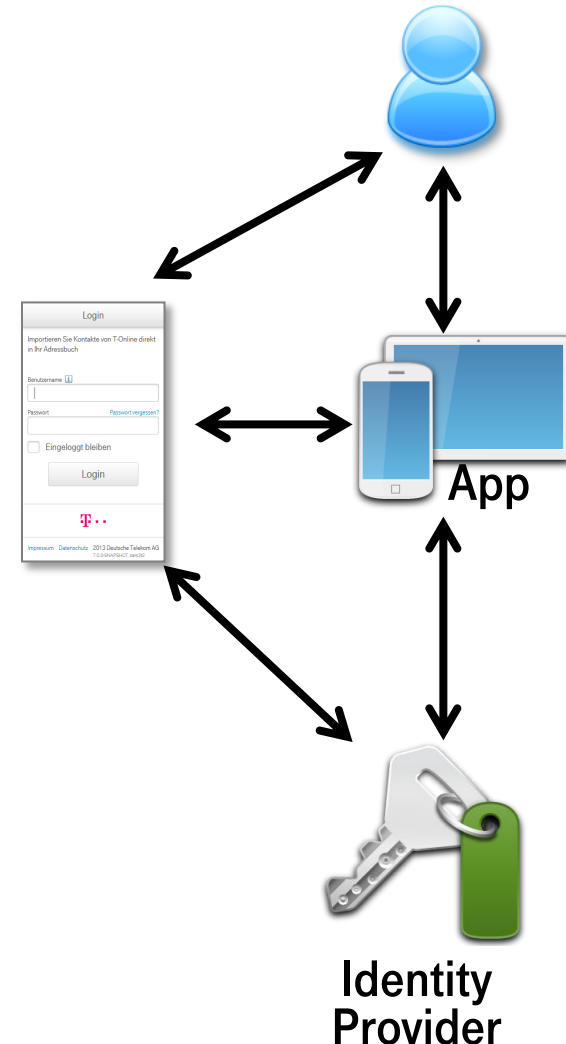 Login
Importieren Sie Kontakte von T-Online direkt
in Ihr Adressbuch
Benutzername i
Passwort Passwort vergessen?
Eingeloggt bleiben
Login
T
Impressum Datenschutz 2013 Deutsche Telekom AG
App
Identity
Provider